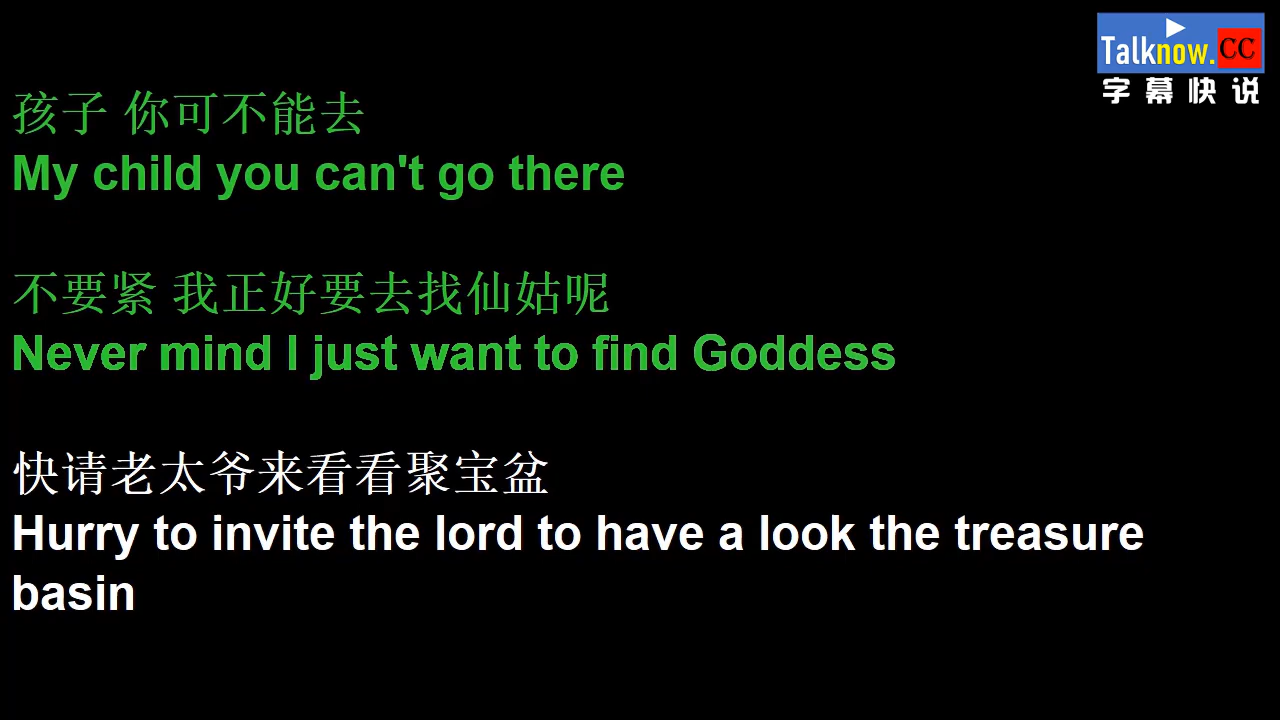 Talknow.CC
字幕快说
孩子 你可不能去
My child you can't go there
不要紧 我正好要去找仙姑呢
Never mind I just want to find Goddess
快请老太爷来看看聚宝盆
Hurry to invite the lord to have a look the treasure
basin